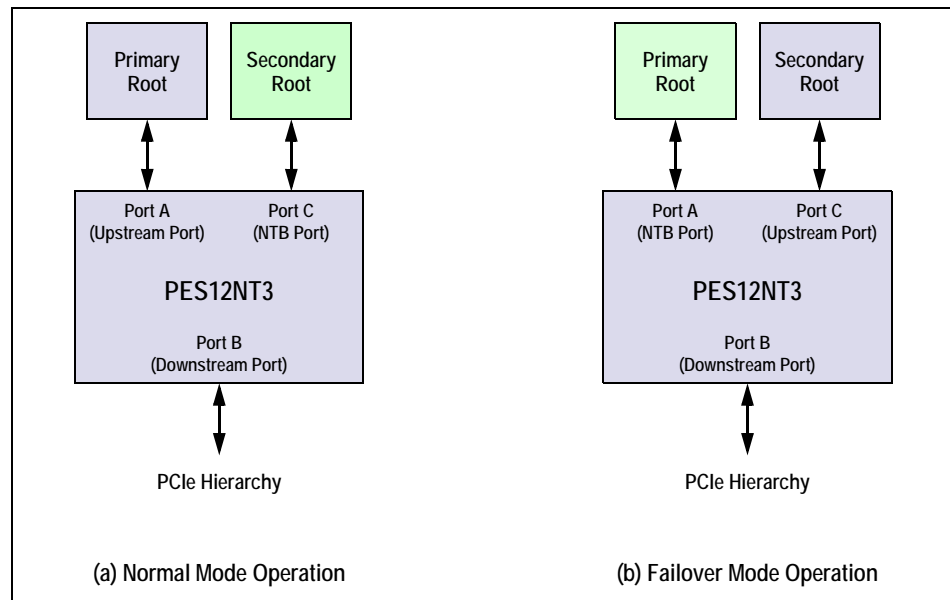 Primary
Root
Secondary
Root
Port A
(Upstream Port)
Port C
(NTB Port)
PES12NT3
Port B
(Downstream Port)
PCIe Hierarchy
(a) Normal Mode Operation
Primary
Root
Secondary
Root
Port A
(NTB Port)
Port C
(Upstream Port)
PES12NT3
Port B
(Downstream Port)
PCIe Hierarchy
(b) Failover Mode Operation